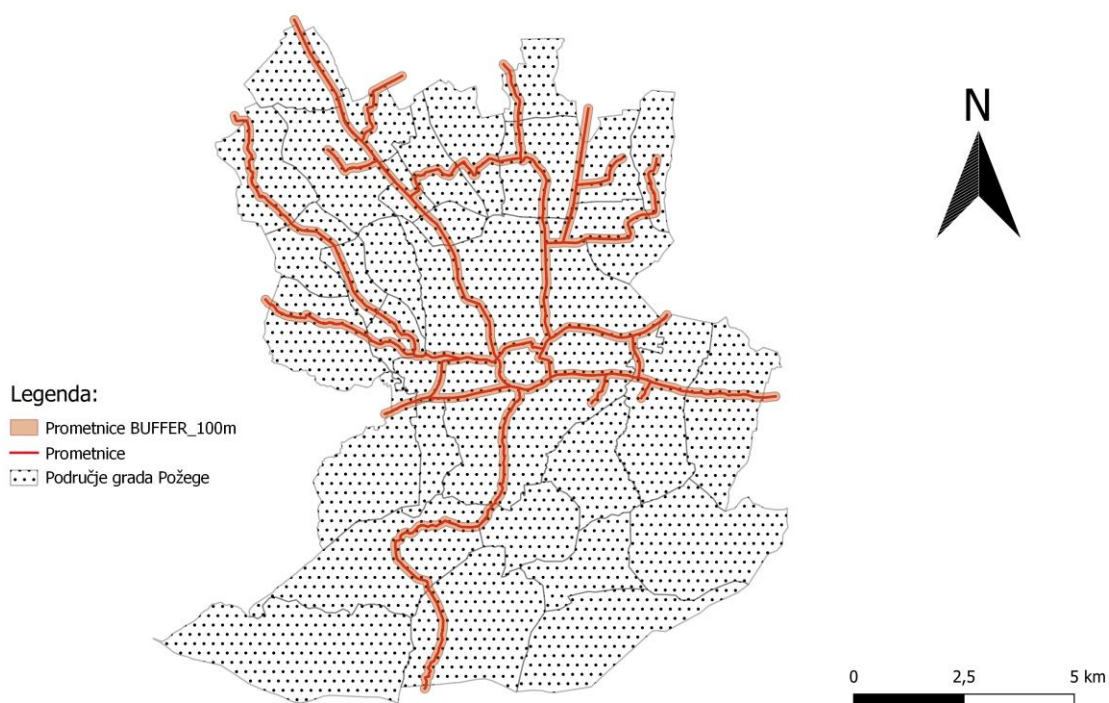 N
Legenda:
Prometnice BUFFER_100m
Prometnice
Područje grada Požege
0 2,5 5 km